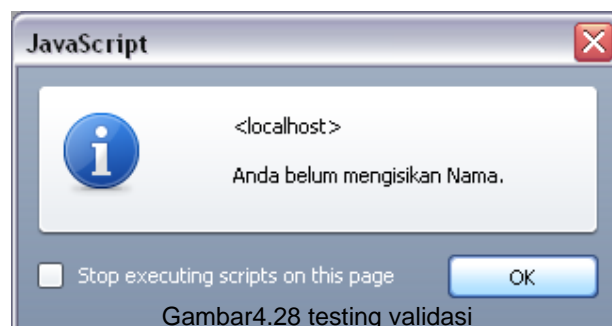 JavaScript
<localhost>
Anda belum mengisikan Nama.
Stop executing scripts on this page
OK
Gambar4.28 testing validasi